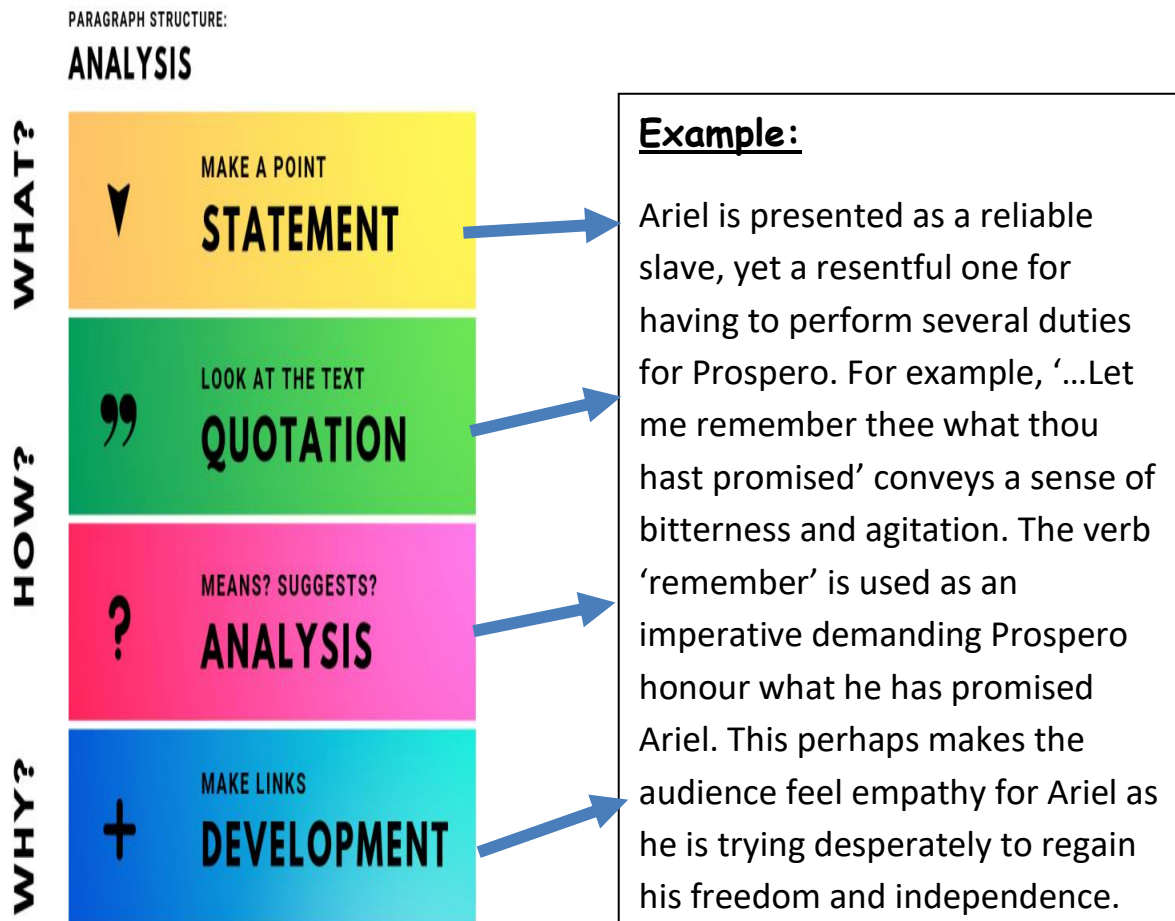 PARAGRAPH STRUCTURE:
ANALYSIS
WHAT?
MAKE A POINT
STATEMENT
HOW?
LOOK AT THE TEXT
QUOTATION
MEANS? SUGGESTS?
ANALYSIS
WHY?
MAKE LINKS
DEVELOPMENT
Example:
Ariel is presented as a reliable
slave, yet a resentful one for
having to perform several duties
for Prospero. For example, ‘…Let
me remember thee what thou
hast promised’ conveys a sense of
bitterness and agitation. The verb
‘remember’ is used as an
imperative demanding Prospero
honour what he has promised
Ariel. This perhaps makes the
audience feel empathy for Ariel as
he is trying desperately to regain
his freedom and independence.